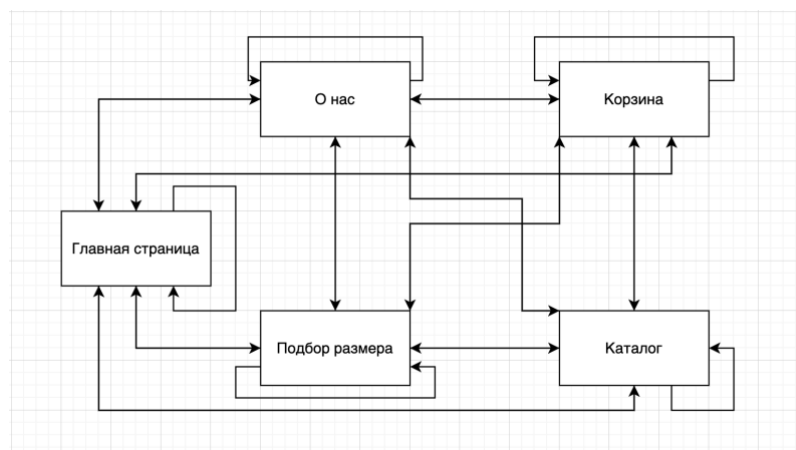 О нас
Корзина
Главная страница
Подбор размера
Каталог